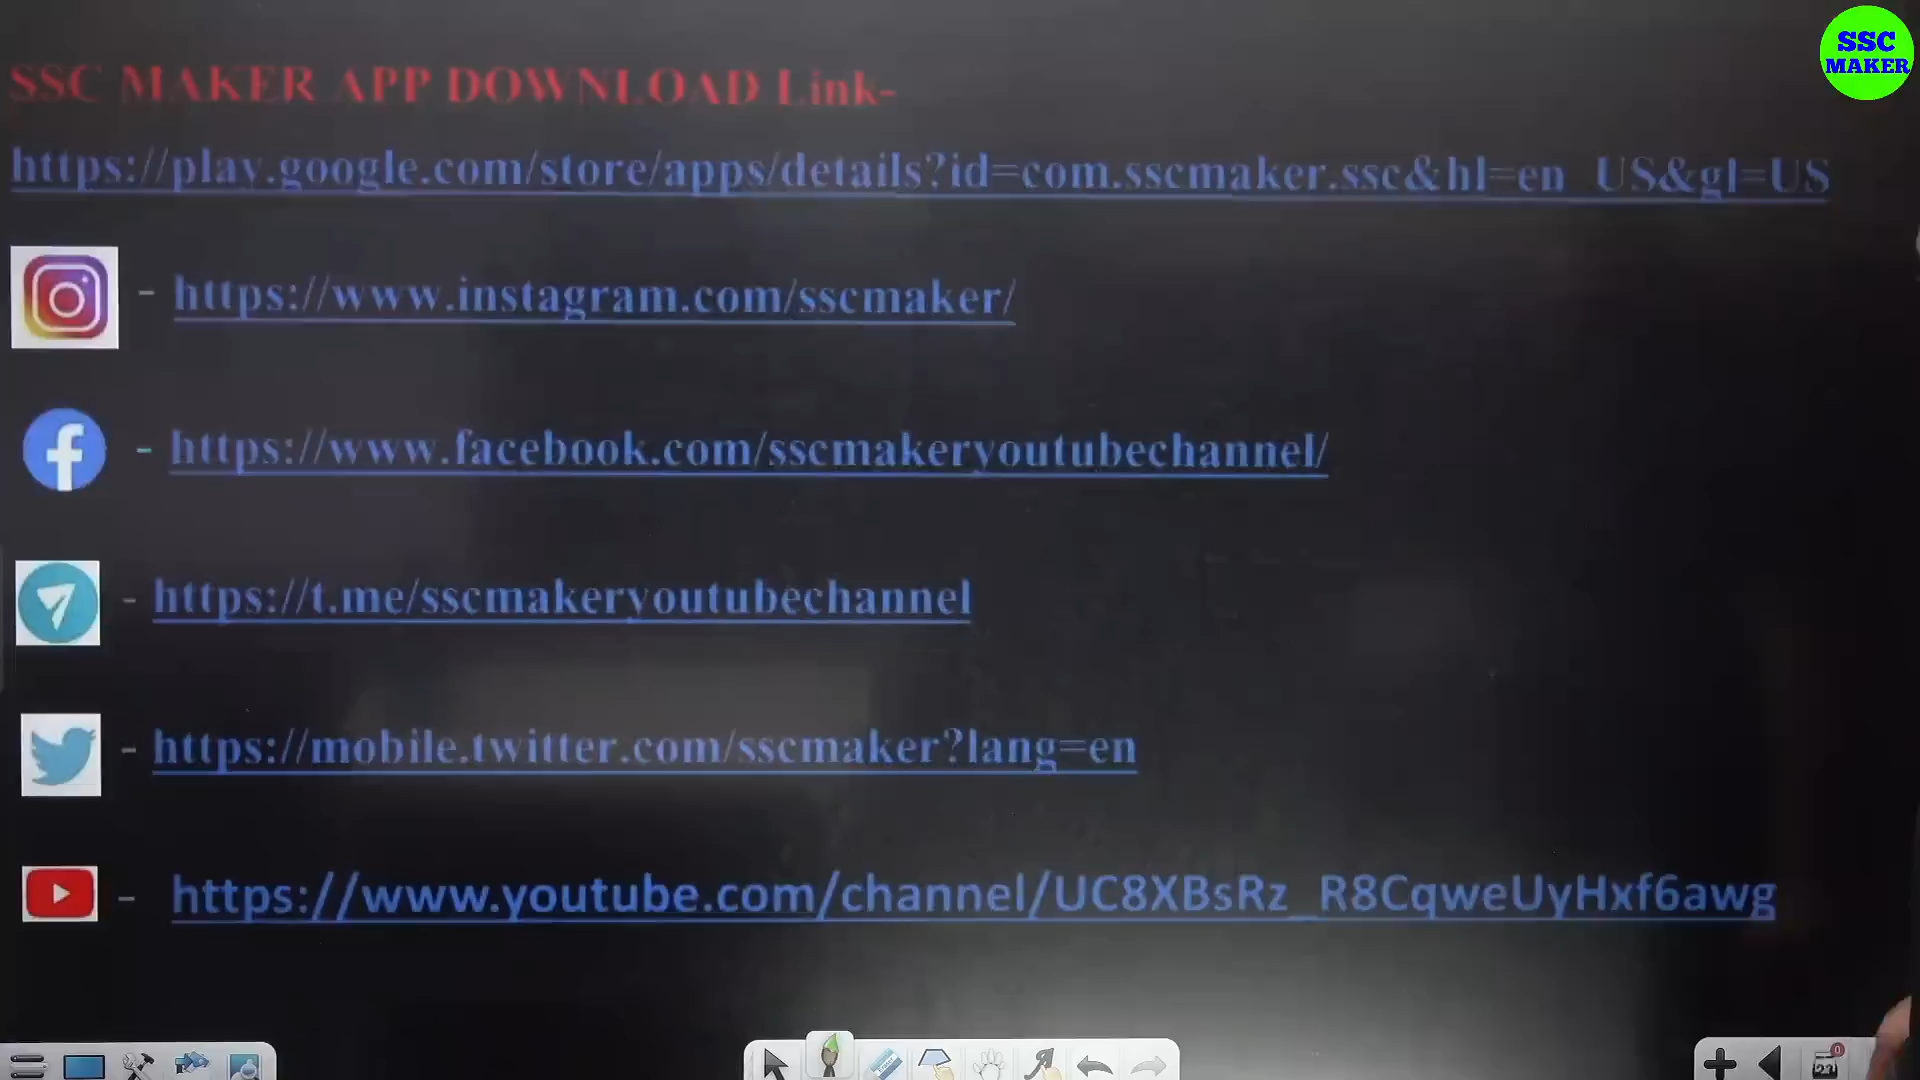 SSC MAKER
SSC MAKER APP DOWNLOAD Link-
https://play.google.com/store/apps/details?id=com.sscmaker.ssc&hl=en_US&gl=US
- https://www.instagram.com/sscmaker/
- https://www.facebook.com/sscmakeryoutubechannel/
- https://t.me/sscmakeryoutubechannel
- https://mobile.twitter.com/sscmaker?lang=en
- https://www.youtube.com/channel/UC8XBsRz_R8CqweUyHxf6awg